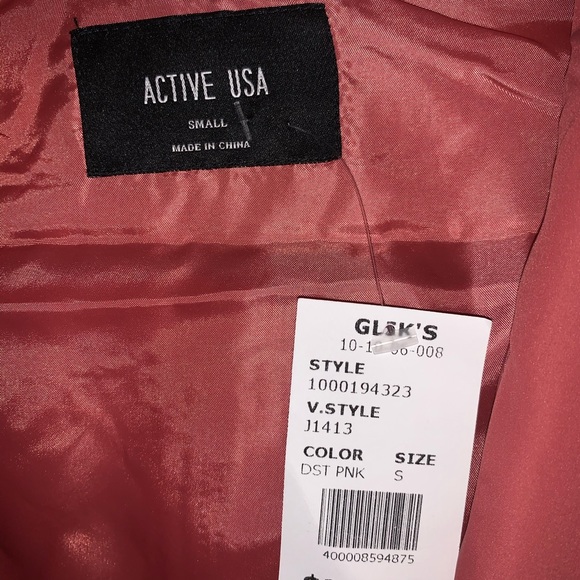 ACTIVE USA
SMALL
MADE IN CHINA
GLIK'S
STYLE
1000194323
V.STYLE
J1413
COLOR SIZE
DST PNK S
400008594875